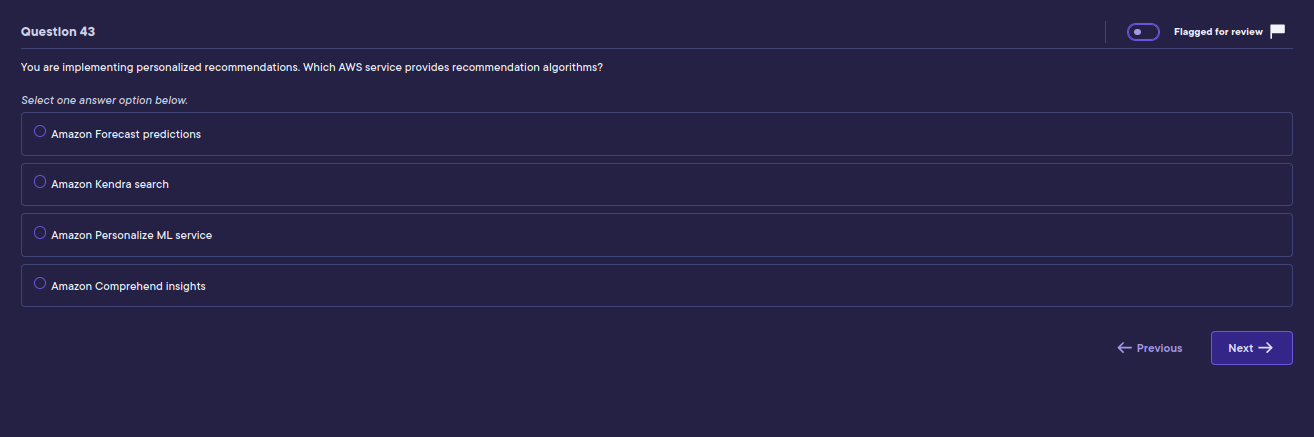 Question 43
Flagged for review
You are implementing personalized recommendations. Which AWS service provides recommendation algorithms?
Select one answer option below.
Amazon Forecast predictions
Amazon Kendra search
Amazon Personalize ML service
Amazon Comprehend insights
Previous
Next